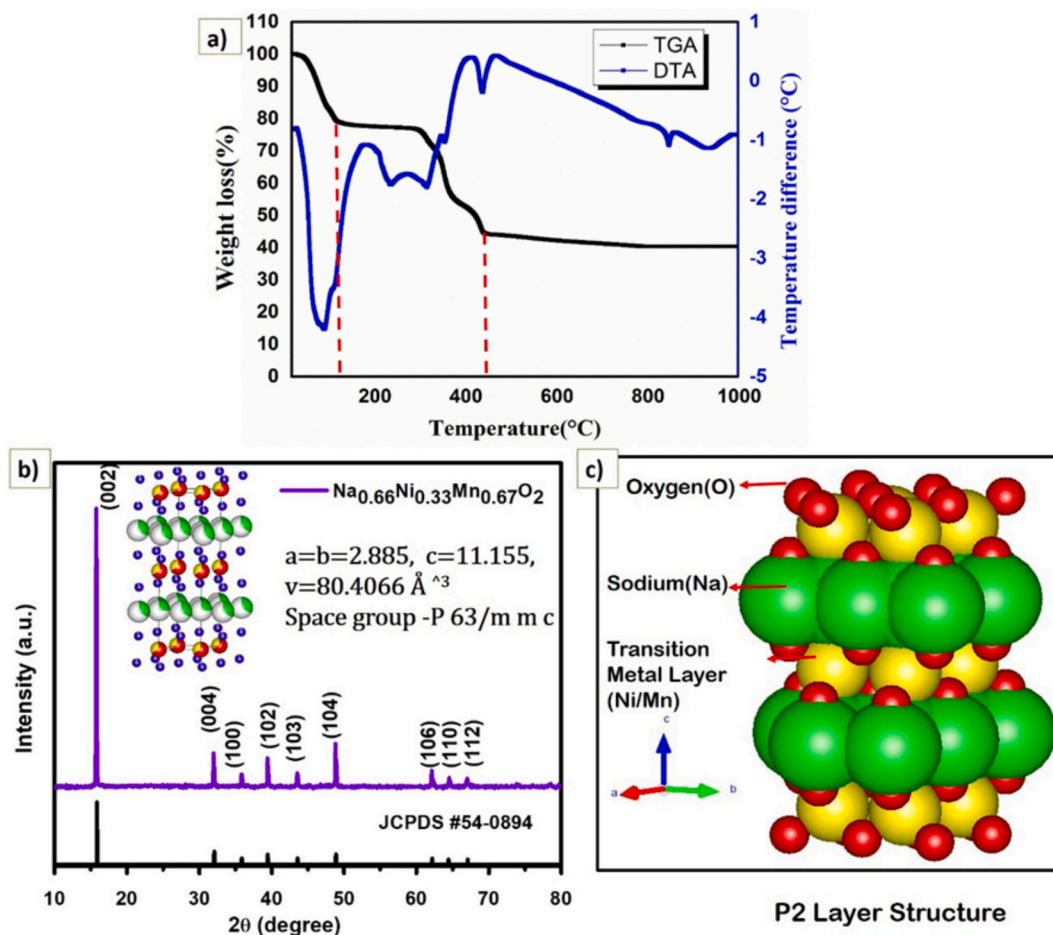 a)
TGA
DTA
110
100
90
80
70
60
50
40
30
20
10
0
Weight loss(%)
1
0
-1
-2
-3
-4
-5
Temperature difference (°C)
200
400
600
800
1000
Temperature(°C)
b)
(002)
Na0.66Ni0.33Mn0.67O2
a=b=2.885, c=11.155,
v=80.4066 Å ^3
Space group -P 63/m m c
(004)
(100)
(102)
(103)
(104)
(106)
(110)
(112)
JCPDS #54-0894
Intensity (a.u.)
10 20 30 40 50 60 70 80
2θ (degree)
c)
Oxygen(O)
Sodium(Na)
Transition
Metal Layer
(Ni/Mn)
c
a
b
P2 Layer Structure